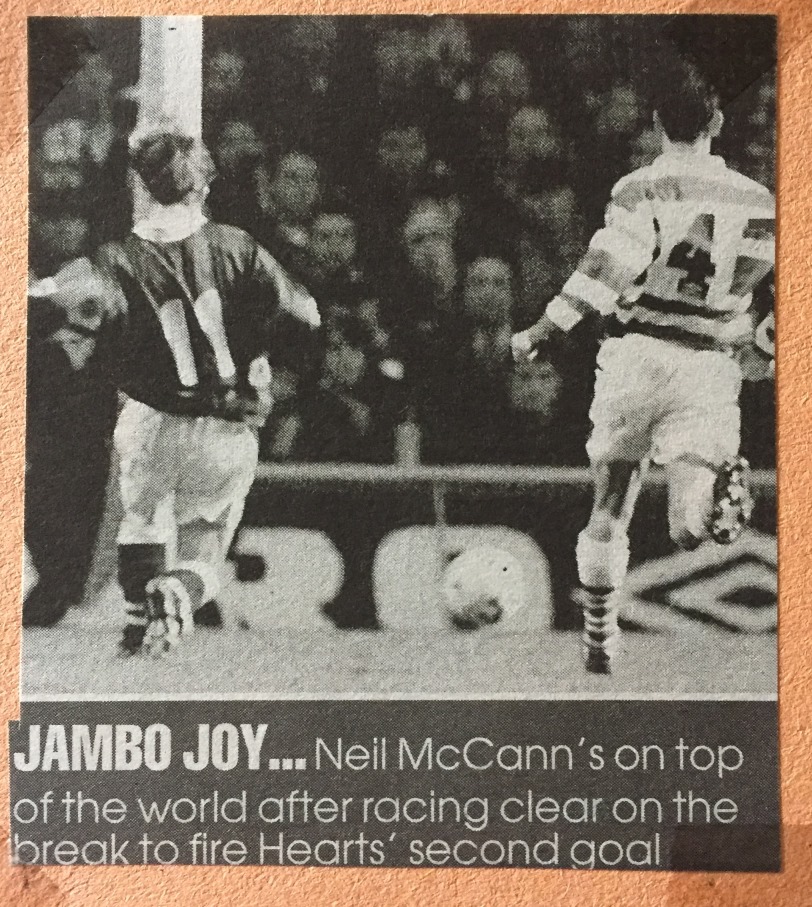 11
JAMBO JOY... Neil McCann's on top
of the world after racing clear on the
break to fire Hearts' second goal